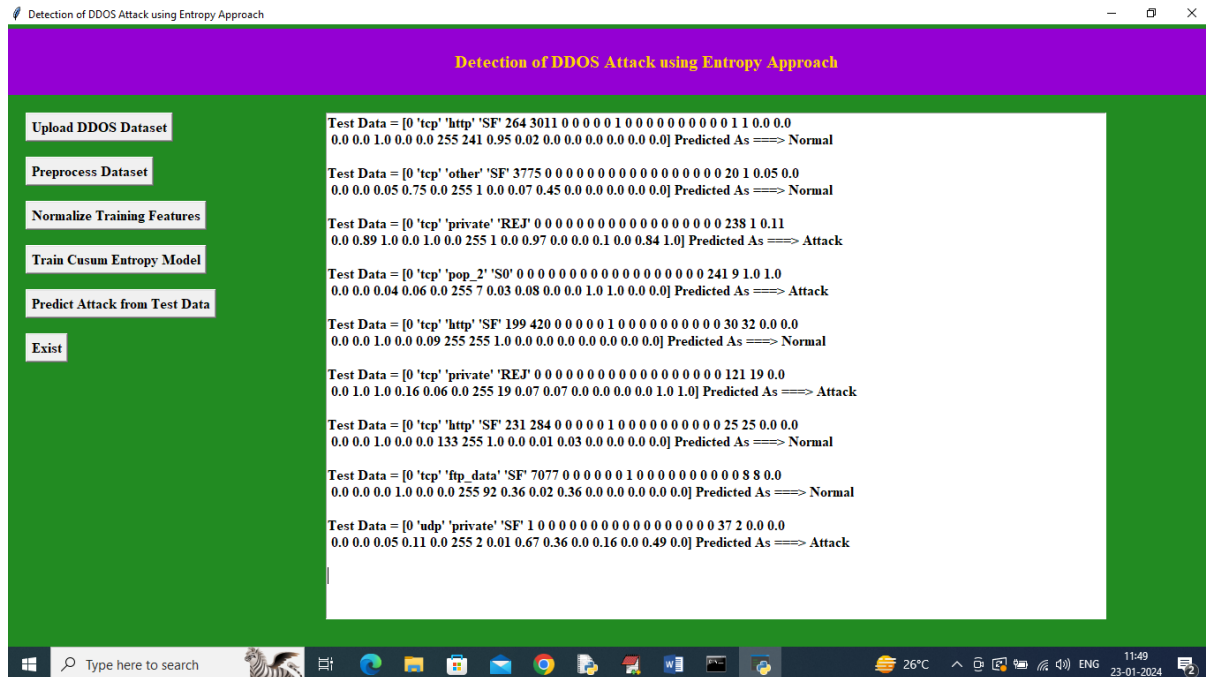 Detection of DDOS Attack using Entropy Approach
Detection of DDOS Attack using Entropy Approach
Upload DDOS Dataset
Preprocess Dataset
Normalize Training Features
Train Cusum Entropy Model
Predict Attack from Test Data
Exist
Test Data = [0 'tcp' 'http' 'SF' 264 3011 0 0 0 0 0 1 0 0 0 0 0 0 0 0 0 0 1 1 0.0 0.0
0.0 0.0 1.0 0.0 0.0 255 241 0.95 0.02 0.0 0.0 0.0 0.0 0.0 0.0] Predicted As ===> Normal
Test Data = [0 'tcp' 'other' 'SF' 3775 0 0 0 0 0 0 0 0 0 0 0 0 0 0 0 0 0 20 1 0.05 0.0
0.0 0.0 0.05 0.75 0.0 255 1 0.0 0.07 0.45 0.0 0.0 0.0 0.0 0.0] Predicted As ===> Normal
Test Data = [0 'tcp' 'private' 'REJ' 0 0 0 0 0 0 0 0 0 0 0 0 0 0 0 0 0 0 238 1 0.11
0.0 0.89 1.0 0.0 1.0 0.0 255 1 0.0 0.97 0.0 0.0 0.1 0.0 0.84 1.0] Predicted As ===> Attack
Test Data = [0 'tcp' 'pop_2' 'S0' 0 0 0 0 0 0 0 0 0 0 0 0 0 0 0 0 0 0 241 9 1.0 1.0
0.0 0.0 0.04 0.06 0.0 255 7 0.03 0.08 0.0 0.0 1.0 1.0 0.0 0.0] Predicted As ===> Attack
Test Data = [0 'tcp' 'http' 'SF' 199 420 0 0 0 0 0 1 0 0 0 0 0 0 0 0 0 0 30 32 0.0 0.0
0.0 0.0 1.0 0.0 0.09 255 255 1.0 0.0 0.0 0.0 0.0 0.0 0.0 0.0] Predicted As ===> Normal
Test Data = [0 'tcp' 'private' 'REJ' 0 0 0 0 0 0 0 0 0 0 0 0 0 0 0 0 0 0 121 19 0.0
0.0 1.0 1.0 0.16 0.06 0.0 255 19 0.07 0.07 0.0 0.0 0.0 0.0 1.0 1.0] Predicted As ===> Attack
Test Data = [0 'tcp' 'http' 'SF' 231 284 0 0 0 0 0 1 0 0 0 0 0 0 0 0 0 0 25 25 0.0 0.0
0.0 0.0 1.0 0.0 0.0 133 255 1.0 0.0 0.01 0.03 0.0 0.0 0.0 0.0] Predicted As ===> Normal
Test Data = [0 'tcp' 'ftp_data' 'SF' 7077 0 0 0 0 0 0 1 0 0 0 0 0 0 0 0 0 0 8 8 0.0
0.0 0.0 0.0 1.0 0.0 0.0 255 92 0.36 0.02 0.36 0.0 0.0 0.0 0.0 0.0] Predicted As ===> Normal
Test Data = [0 'udp' 'private' 'SF' 1 0 0 0 0 0 0 0 0 0 0 0 0 0 0 0 0 0 37 2 0.0 0.0
0.0 0.0 0.05 0.11 0.0 255 2 0.01 0.67 0.36 0.0 0.16 0.0 0.49 0.0] Predicted As ===> Attack
Type here to search
26°C
ENG
11:49
23-01-2024
2